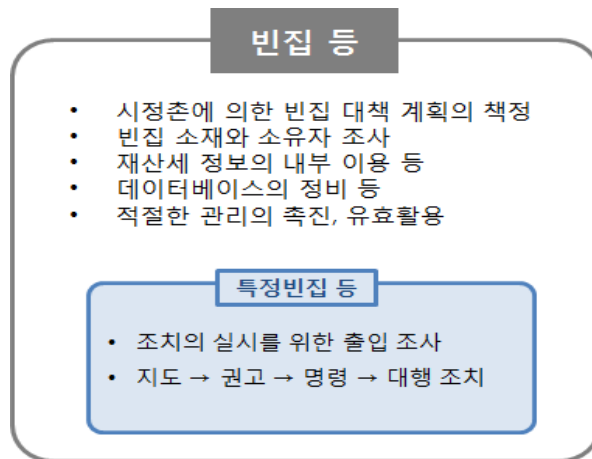 빈집 등
• 시정촌에 의한 빈집 대책 계획의 책정
• 빈집 소재와 소유자 조사
• 재산세 정보의 내부 이용 등
• 데이터베이스의 정비 등
• 적절한 관리의 촉진, 유효활용
특정빈집 등
• 조치의 실시를 위한 출입 조사
• 지도 → 권고 → 명령 → 대행 조치